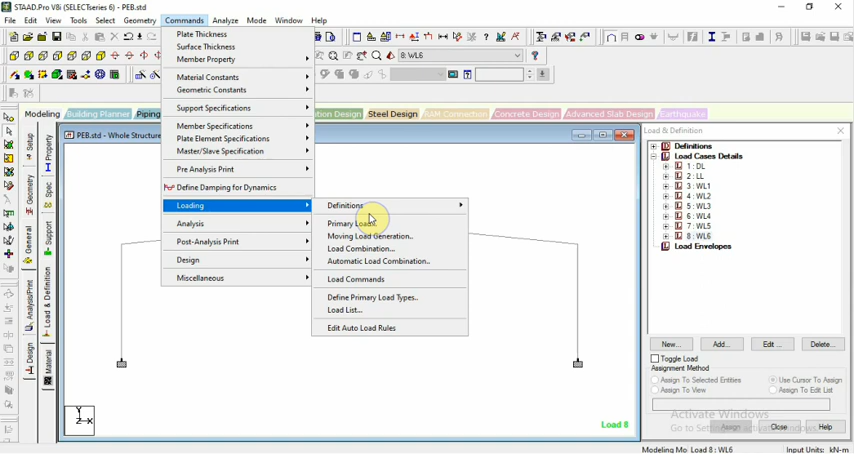 STAAD.Pro V8i (SELECTseries 6) - PEB.std
File Edit View Tools Select Geometry Commands Analyze Mode Window Help
8: WL6
Modeling Building Planner Piping
Steel Design RAM Connection Concrete Design Advanced Slab Design Earthquake
PEB.std - Whole Structure
Setup
Geometry
General
Analysis/Print
Design
Property
Spec
Support
Load & Definition
Material
Plate Thickness
Surface Thickness
Member Property
Material Constants
Geometric Constants
Support Specifications
Member Specifications
Plate Element Specifications
Master/Slave Specification
Pre Analysis Print
Define Damping for Dynamics
Loading
Analysis
Post-Analysis Print
Design
Miscellaneous
Definitions
Primary Load...
Moving Load Generation..
Load Combination...
Automatic Load Combination..
Load Commands
Define Primary Load Types..
Load List...
Edit Auto Load Rules
Y
Z X
Load 8
Load & Definition
Definitions
Load Cases Details
1 : DL
2 : LL
3 : WL1
4 : WL2
5 : WL3
6 : WL4
7 : WL5
8 : WL6
Load Envelopes
New... Add... Edit ... Delete...
Toggle Load
Assignment Method
Assign To Selected Entities Use Cursor To Assign
Assign To View Assign To Edit List
Activate Windows
Assign Close Help
Modeling Mo Load 8 : WL6 Input Units: kN-m